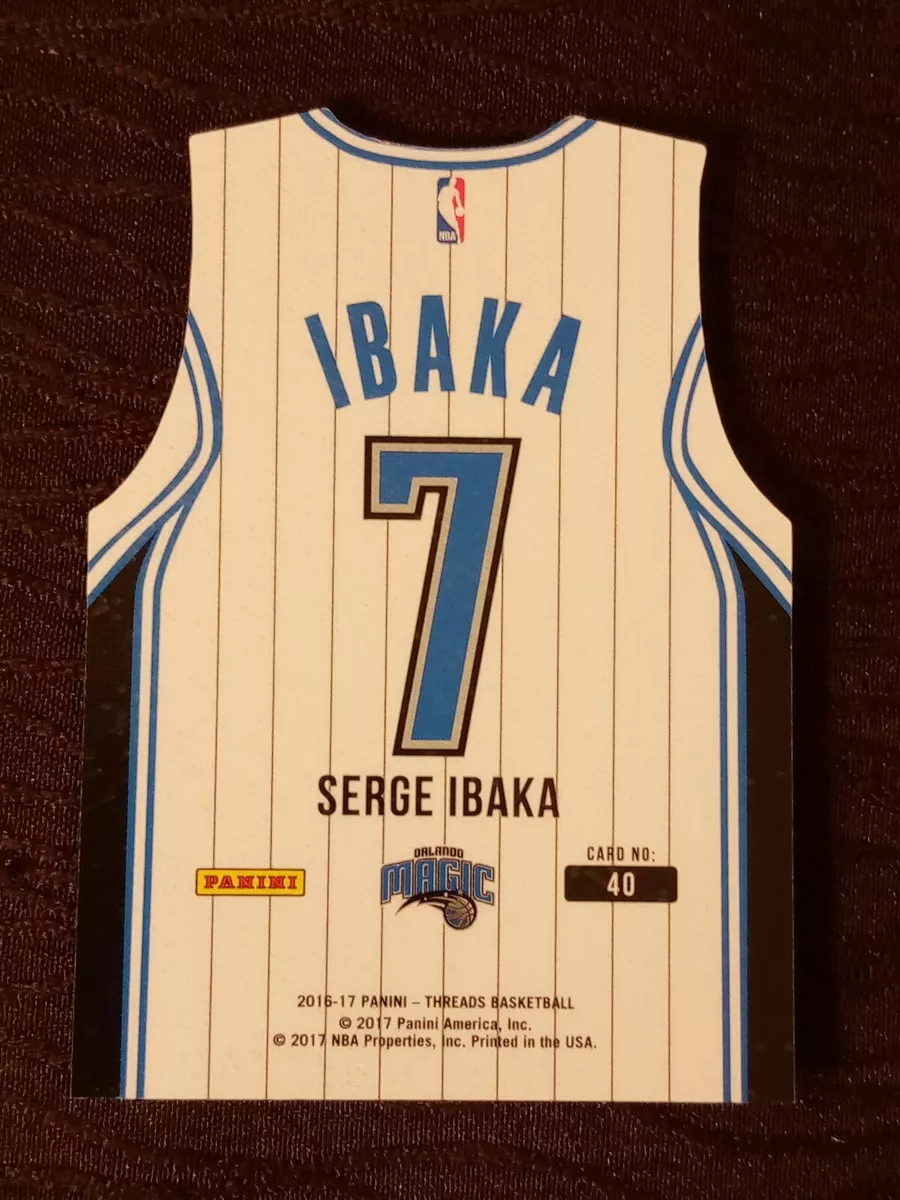 NBA
IBAKA
7
SERGE IBAKA
PANINI
ORLANDO
MAGIC
CARD NO:
40
2016-17 PANINI – THREADS BASKETBALL
© 2017 Panini America, Inc.
© 2017 NBA Properties, Inc. Printed in the USA.